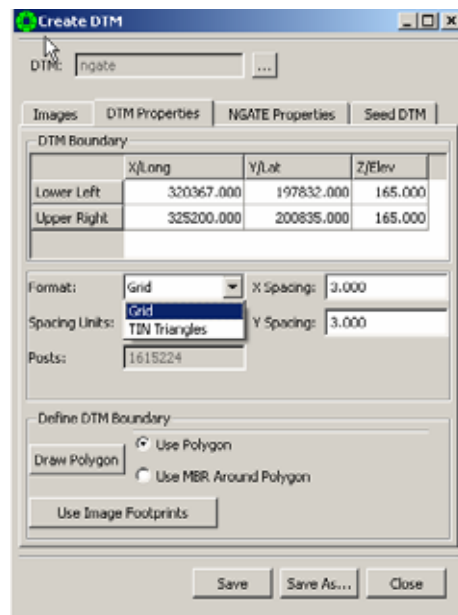 Create DTM
DTM: ngate ...
Images DTM Properties NGATE Properties Seed DTM
DTM Boundary
X/Long Y/Lat Z/Elev
Lower Left 320367.000 197832.000 165.000
Upper Right 325200.000 200835.000 165.000
Format: Grid X Spacing: 3.000
Grid
Spacing Units: TIN Triangles Y Spacing: 3.000
Posts: 1615224
Define DTM Boundary
Draw Polygon Use Polygon
Use MBR Around Polygon
Use Image Footprints
Save Save As... Close